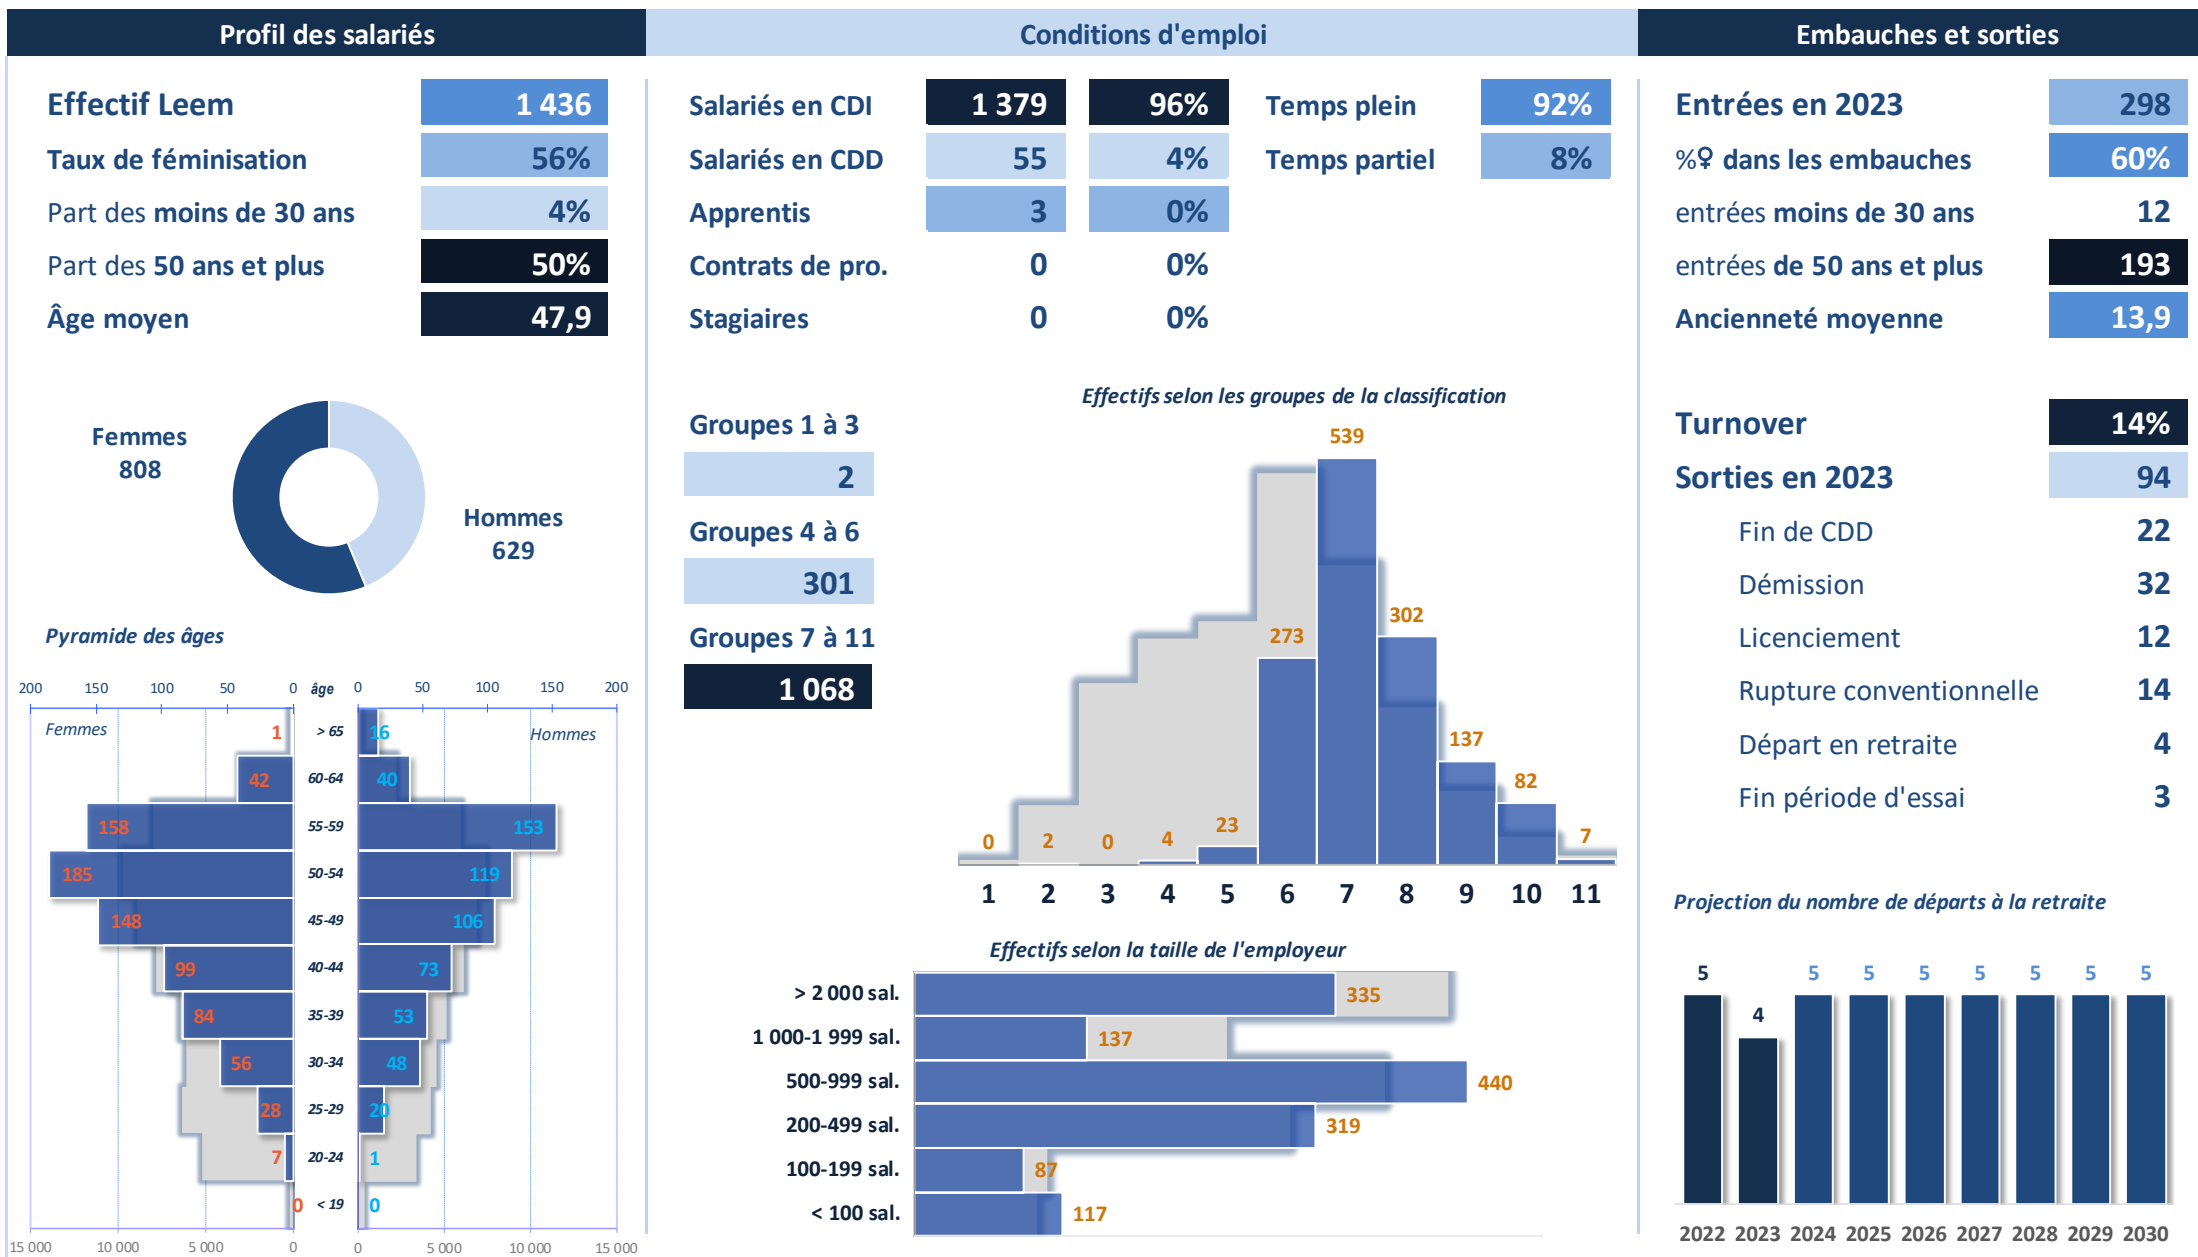 Profil des salariés
Effectif Leem 1 436
Taux de féminisation 56%
Part des moins de 30 ans 4%
Part des 50 ans et plus 50%
Âge moyen 47,9
Femmes
808
Hommes
629
Pyramide des âges
200 150 100 50 0 âge 0 50 100 150 200
Femmes Hommes
1 > 65 16
42 60-64 40
158 55-59 153
185 50-54 119
148 45-49 106
99 40-44 73
84 35-39 53
56 30-34 48
28 25-29 20
7 20-24 1
0 < 19 0
15 000 10 000 5 000 0 0 5 000 10 000 15 000
Conditions d'emploi
Salariés en CDI 1 379 96% Temps plein 92%
Salariés en CDD 55 4% Temps partiel 8%
Apprentis 3 0%
Contrats de pro. 0 0%
Stagiaires 0 0%
Groupes 1 à 3
2
Groupes 4 à 6
301
Groupes 7 à 11
1 068
Effectifs selon les groupes de la classification
0 2 0 4 23 273 539 302 137 82 7
1 2 3 4 5 6 7 8 9 10 11
Effectifs selon la taille de l'employeur
> 2 000 sal. 335
1 000-1 999 sal. 137
500-999 sal. 440
200-499 sal. 319
100-199 sal. 87
< 100 sal. 117
Embauches et sorties
Entrées en 2023 298
%♀ dans les embauches 60%
entrées moins de 30 ans 12
entrées de 50 ans et plus 193
Ancienneté moyenne 13,9
Turnover 14%
Sorties en 2023 94
Fin de CDD 22
Démission 32
Licenciement 12
Rupture conventionnelle 14
Départ en retraite 4
Fin période d'essai 3
Projection du nombre de départs à la retraite
5 4 5 5 5 5 5 5 5
2022 2023 2024 2025 2026 2027 2028 2029 2030